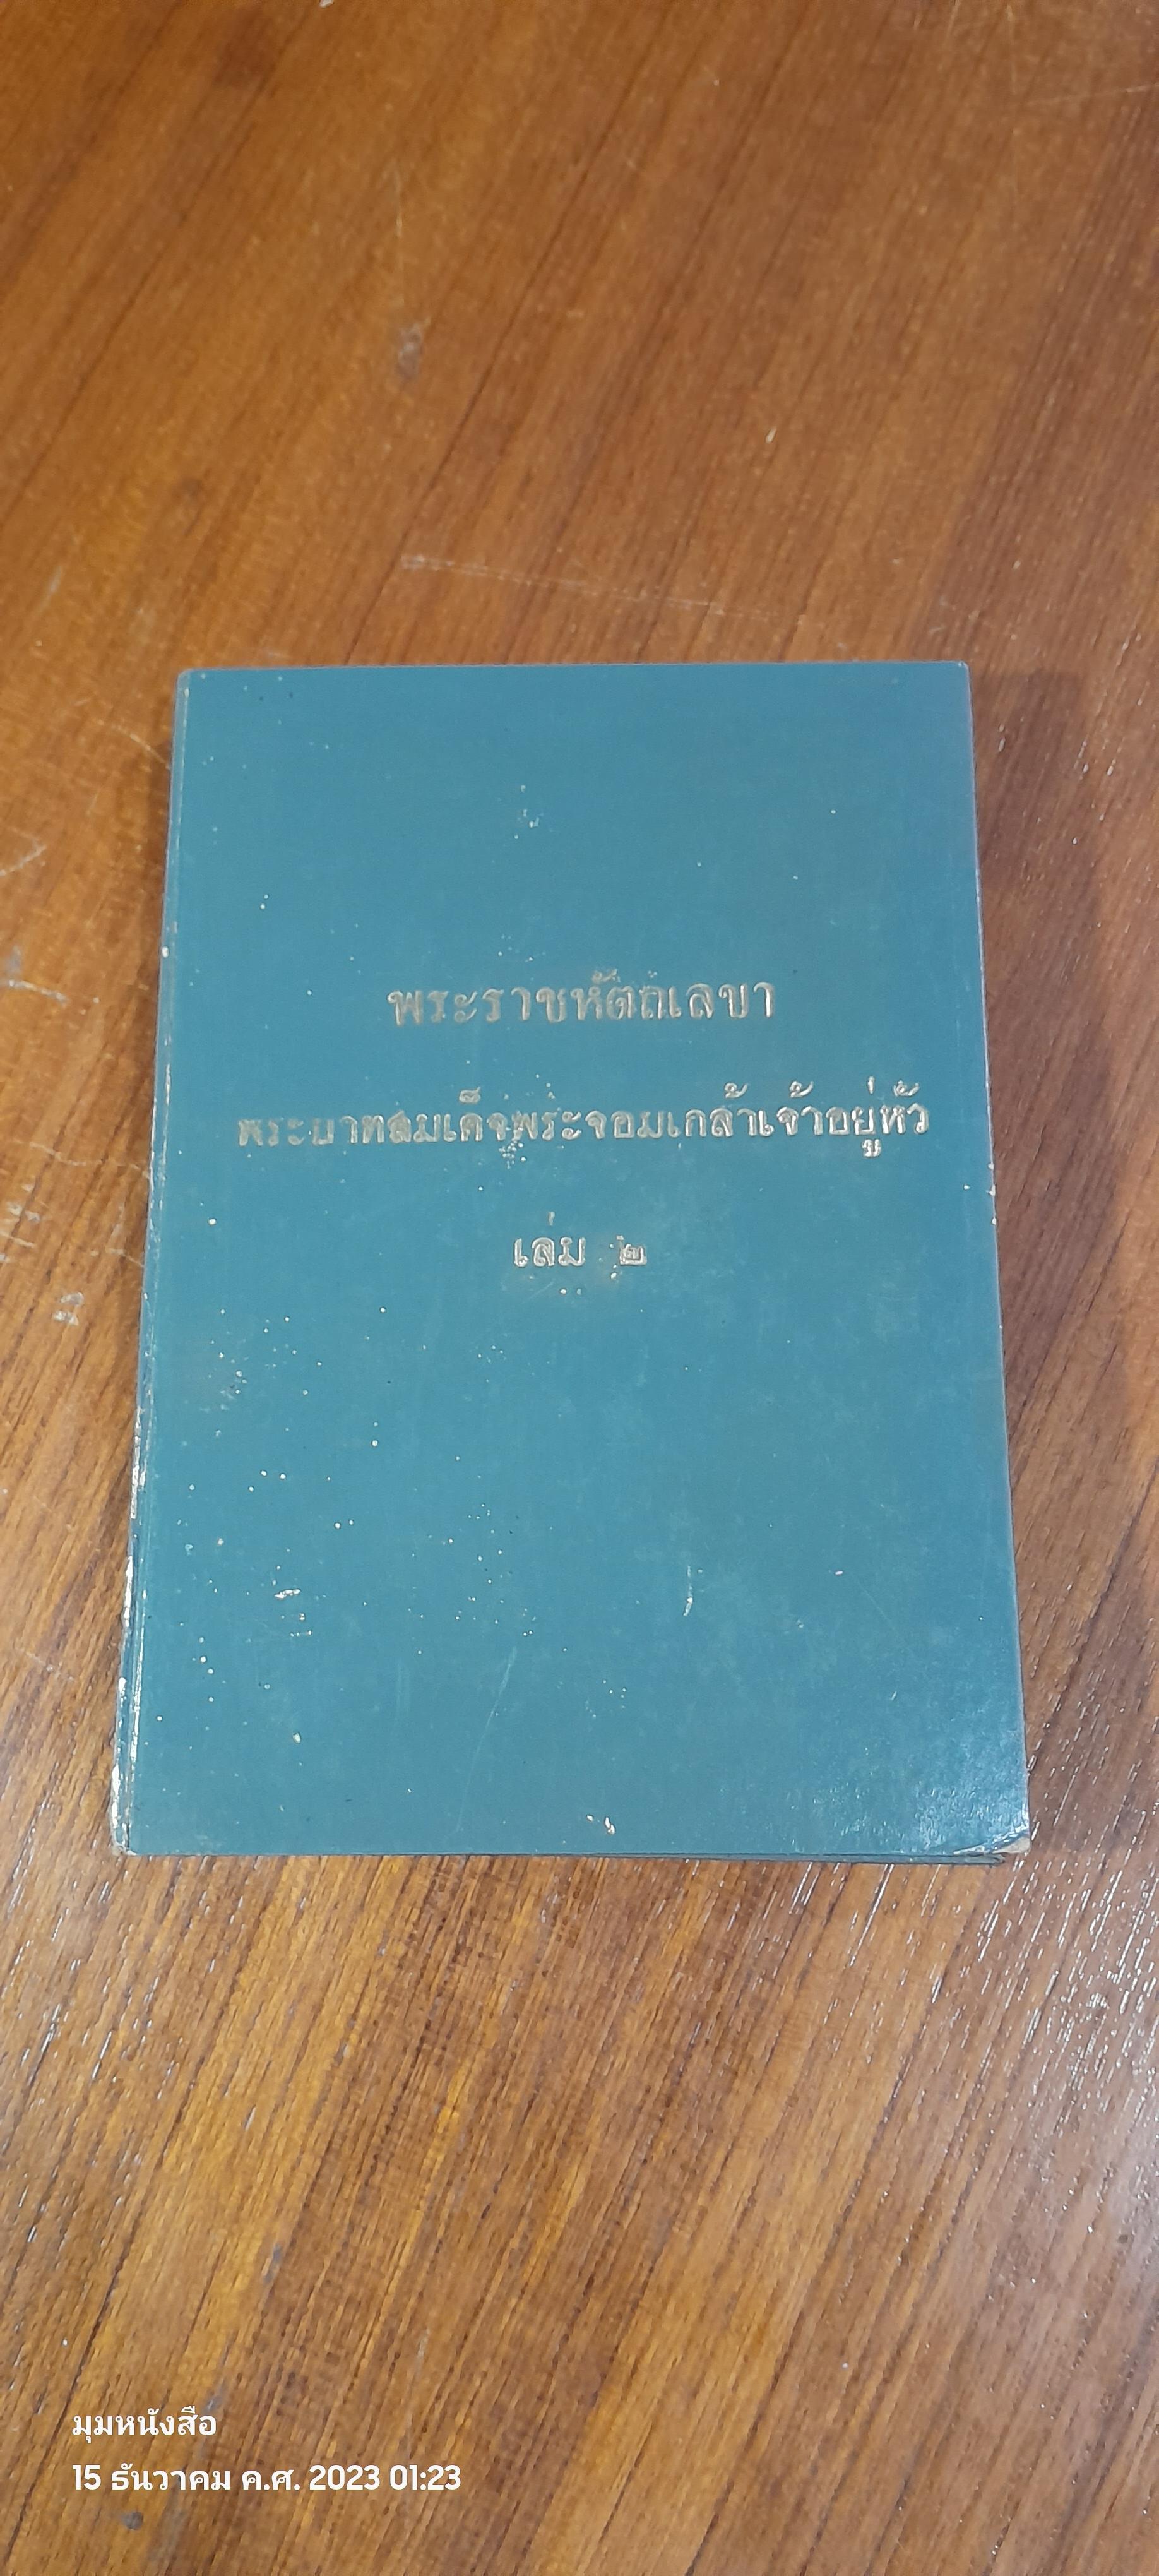 พระราชหัตถเลขา
พระบาทสมเด็จพระจอมเกล้าเจ้าอยู่หัว
เล่ม ๒
มุมหนังสือ
15 ธันวาคม ค.ศ. 2023 01:23